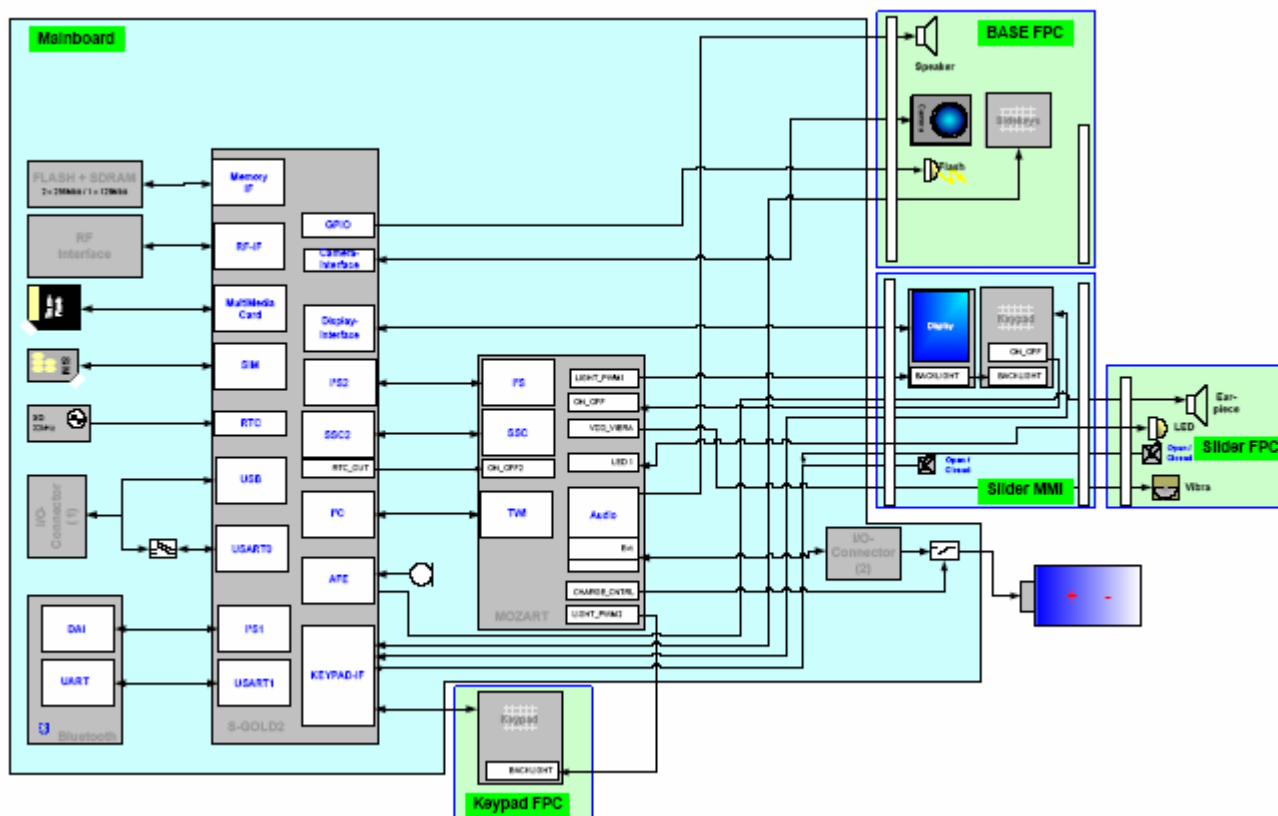 Mainboard
BASE FPC
Speaker
Camera
Sidekeys
Flash
FLASH + SDRAM
Memory
IF
RF
Interface
RF-IF
GPIO
Camera-
Interface
MultiMedia
Card
Display-
Interface
Display
Keypad
ON_OFF
BACKLIGHT
BACKLIGHT
SIM
I²S2
I²S
LIGHT_PWM1
ON_OFF
Ear-
piece
RTC
SSC2
SSC
VDD_VIBRA
LED
Open /
Closed
Slider FPC
RTC_OUT
ON_OFF2
LED 1
Open /
Closed
Slider MMI
Vibra
I/O-
Connector
(1)
USB
I²C
TWI
Audio
Ext
USART0
AFE
I/O-
Connector
(2)
CHARGE_CNTRL
MOZART
LIGHT_PWM2
DAI
I²S1
UART
USART1
KEYPAD-IF
Bluetooth
S-GOLD2
Keypad
BACKLIGHT
Keypad FPC
+ -